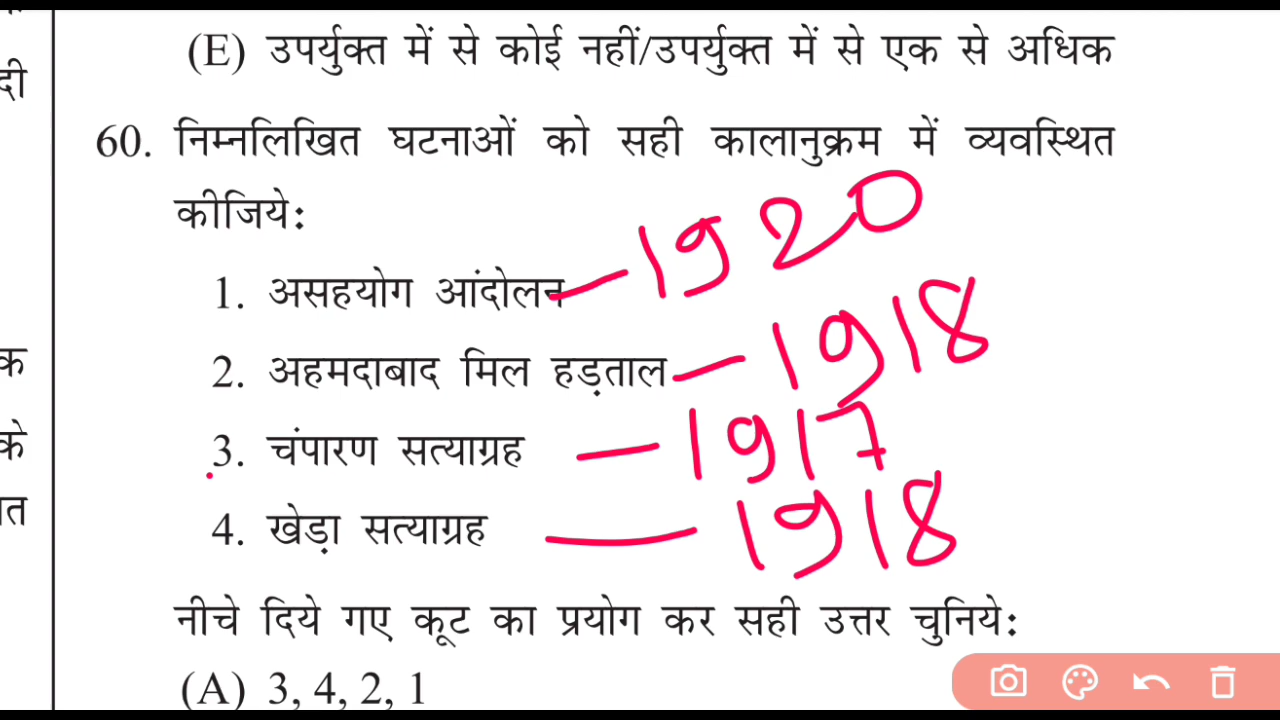 दी
क
के
त
(E) उपर्युक्त में से कोई नहीं/उपर्युक्त में से एक से अधिक
60. निम्नलिखित घटनाओं को सही कालानुक्रम में व्यवस्थित
कीजिये:
1. असहयोग आंदोलन – 1920
2. अहमदाबाद मिल हड़ताल – 1918
3. चंपारण सत्याग्रह – 1917
4. खेड़ा सत्याग्रह – 1918
नीचे दिये गए कूट का प्रयोग कर सही उत्तर चुनिये:
(A) 3, 4, 2, 1